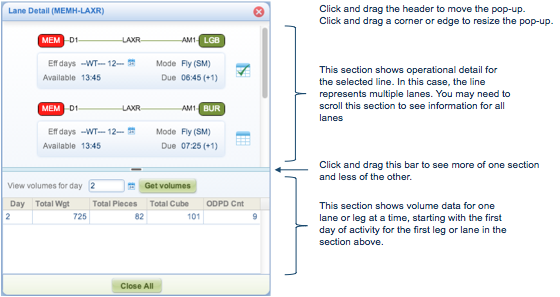 Lane Detail (MEMH-LAXR)
MEM D1 LAXR AM1 LGB
Eff days --WT-- 12--- Mode Fly (SM)
Available 13:45 Due 06:45 (+1)
MEM D1 LAXR AM1 BUR
Eff days --WT-- 12--- Mode Fly (SM)
Available 13:45 Due 07:25 (+1)
View volumes for day 2 Get volumes
Day Total Wgt Total Pieces Total Cube ODPD Cnt
2 725 82 101 9
Close All
Click and drag the header to move the pop-up.
Click and drag a corner or edge to resize the pop-up.
This section shows operational detail for
the selected line. In this case, the line
represents multiple lanes. You may need to
scroll this section to see information for all
lanes
Click and drag this bar to see more of one section
and less of the other.
This section shows volume data for one
lane or leg at a time, starting with the first
day of activity for the first leg or lane in the
section above.